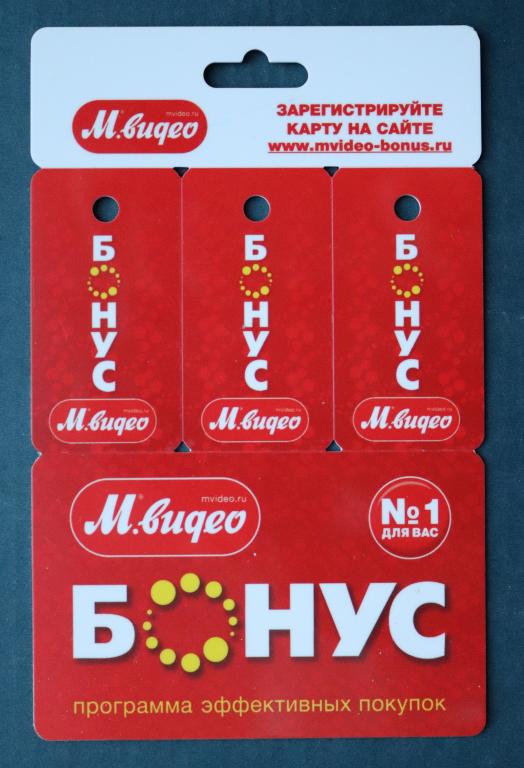 mvideo.ru
М.видео
ЗАРЕГИСТРИРУЙТЕ
КАРТУ НА САЙТЕ
www.mvideo-bonus.ru
БОНУС
mvideo.ru
М.видео
БОНУС
mvideo.ru
М.видео
БОНУС
mvideo.ru
М.видео
mvideo.ru
М.видео
№1
ДЛЯ ВАС
БОНУС
программа эффективных покупок